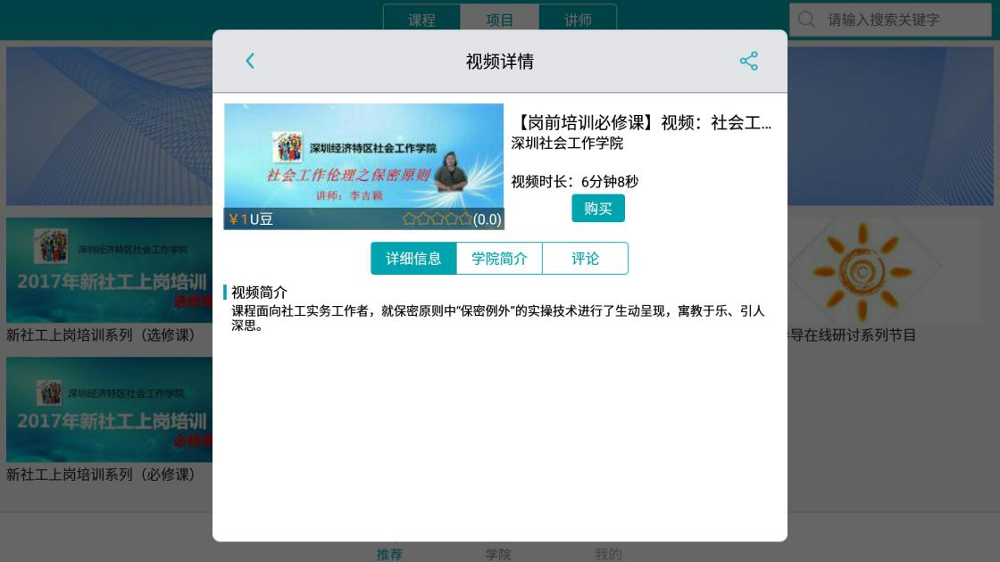 课程
项目
讲师
请输入搜索关键字
视频详情
深圳经济特区社会工作学院
社会工作伦理之保密原则
讲师：李吉颖
￥1U豆
(0.0)
【岗前培训必修课】视频：社会工...
深圳社会工作学院
视频时长：6分钟8秒
购买
详细信息
学院简介
评论
视频简介
课程面向社工实务工作者，就保密原则中“保密例外”的实操技术进行了生动呈现，寓教于乐、引人
深思。
深圳经济特区社会工作学院
2017年新社工上岗培训
选修课
新社工上岗培训系列（选修课）
导在线研讨系列节目
深圳经济特区社会工作学院
2017年新社工上岗培训
必修课
新社工上岗培训系列（必修课）
推荐
学院
我的